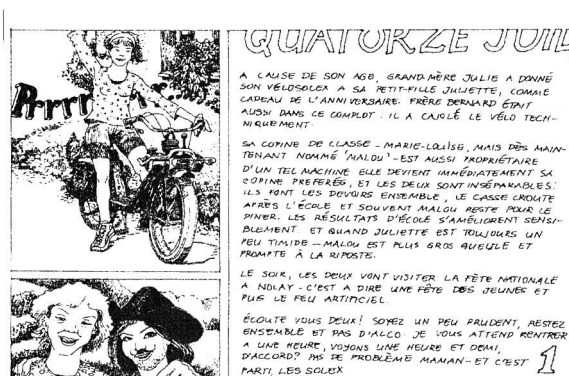 Prrrr
QUATORZE JUIL
A CAUSE DE SON AGE, GRANDMÈRE JULIE A DONNÉ
SON VÉLOSOLEX A SA PETIT-FILLE JULIETTE, COMME
CADEAU DE L'ANNIVERSAIRE. FRÈRE BERNARD ÉTAIT
AUSSI DANS CE COMPLOT. IL A CAJOLÉ LE VÉLO TECH-
NIQUEMENT.
SA COPINE DE CLASSE - MARIE-LOUISE, MAIS DÈS MAIN-
TENANT NOMMÉ 'MALOU' - EST AUSSI PROPRIÉTAIRE
D'UN TEL MACHINE ELLE DEVIENT IMMÉDIATEMENT SA
COPINE PREFERÉG, ET LES DEUX SONT INSÉPARABLES.
ILS FONT LES DEVOIRS ENSEMBLE, LE CASSE CROUTE
APRÈS L'ÉCOLE ET SOUVENT MALOU RESTE POUR LE
DINER. LES RÉSULTATS D'ÉCOLE S'AMÉLIORENT SENSI-
BLEMENT. ET QUAND JULIETTE EST TOUJOURS UN
PEU TIMIDE - MALOU EST PLUS GROS GUEULE ET
PROMPTE À LA RIPOSTE.
LE SOIR, LES DEUX VONT VISITER LA FÊTE NATIONALE
A NOLAY - C'EST A DIRE UNE FÊTE DES JEUNES ET
PUIS LE FEU ARTIFICIEL
ÉCOUTE VOUS DEUX! SOYEZ UN PEU PRUDENT, RESTEZ
ENSEMBLE ET PAS D'ALCO. JE VOUS ATTEND RENTRER
A UNE HEURE, VOYONS UNE HEURE ET DEMI,
D'ACCORD? PAS DE PROBLÈME MAMAN - ET C'EST
PARTI, LES SOLEX
1